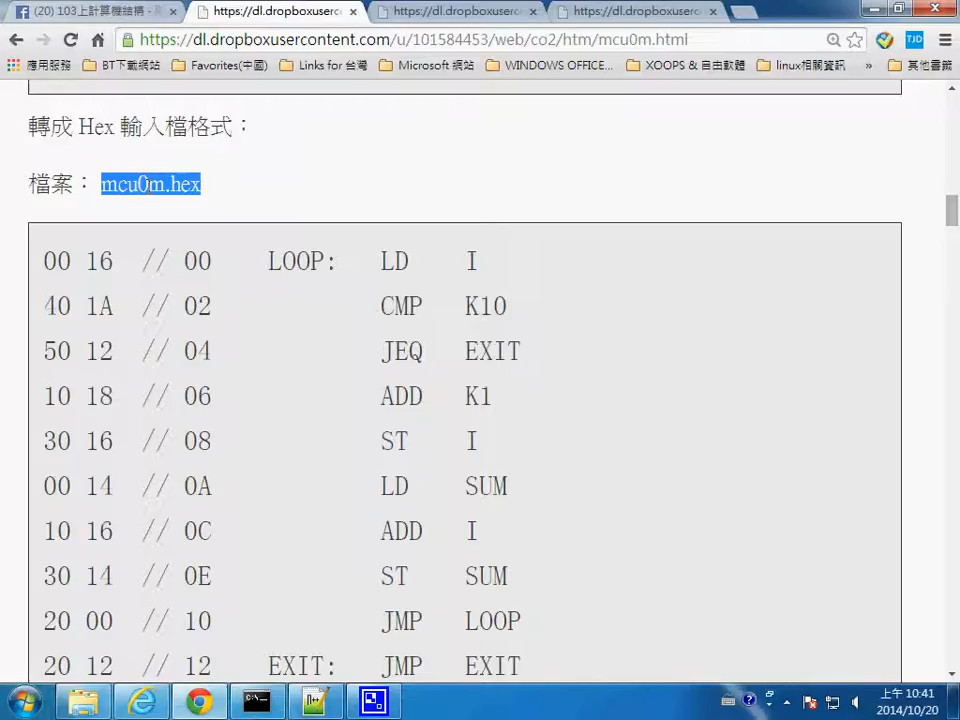 (20) 103上計算機結構 -
https://dl.dropboxuserc
https://dl.dropboxuserc
https://dl.dropboxuserc
https://dl.dropboxusercontent.com/u/101584453/web/co2/htm/mcu0m.html
TJD
應用服務 BT下載網站 Favorites(中國) Links for 台灣 Microsoft 網站 WINDOWS OFFICE... XOOPS & 自由軟體 linux相關資訊 » 其他書籤
轉成 Hex 輸入檔格式：
檔案： mcu0m.hex
00 16 // 00 LOOP: LD I
40 1A // 02 CMP K10
50 12 // 04 JEQ EXIT
10 18 // 06 ADD K1
30 16 // 08 ST I
00 14 // 0A LD SUM
10 16 // 0C ADD I
30 14 // 0E ST SUM
20 00 // 10 JMP LOOP
20 12 // 12 EXIT: JMP EXIT
上午 10:41
2014/10/20